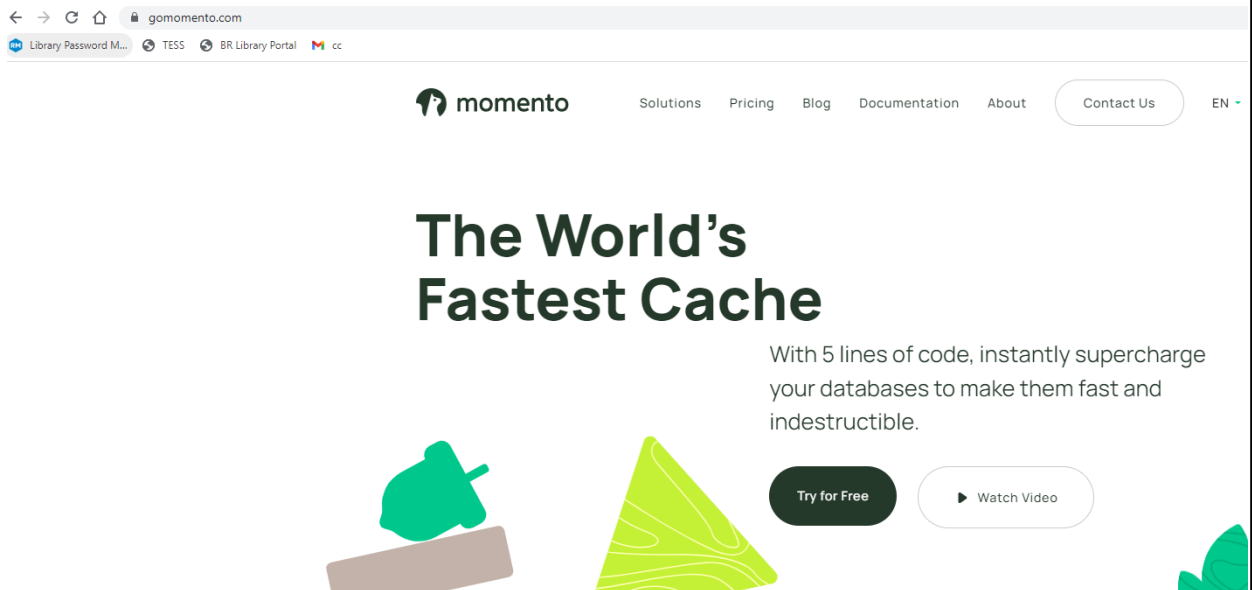 gomomento.com
RM Library Password M... TESS BR Library Portal cc
momento Solutions Pricing Blog Documentation About Contact Us EN
The World's
Fastest Cache
With 5 lines of code, instantly supercharge
your databases to make them fast and
indestructible.
Try for Free Watch Video